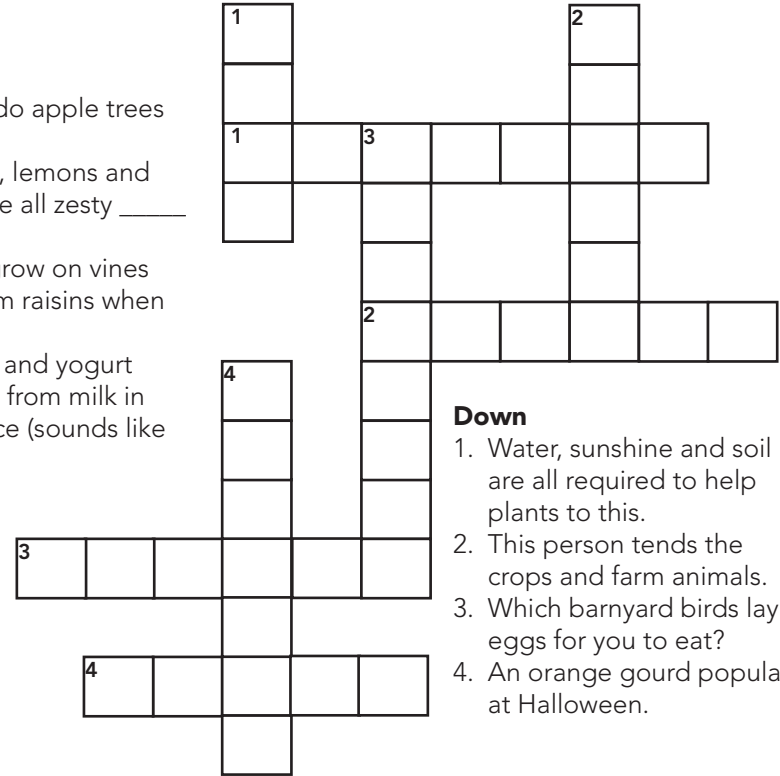 1
2
do apple trees
1
3
, lemons and
e all zesty _____
row on vines
m raisins when
2
and yogurt
from milk in
ce (sounds like
4
Down
1. Water, sunshine and soil
are all required to help
plants to this.
2. This person tends the
crops and farm animals.
3. Which barnyard birds lay
eggs for you to eat?
4. An orange gourd popula
at Halloween.
3
4